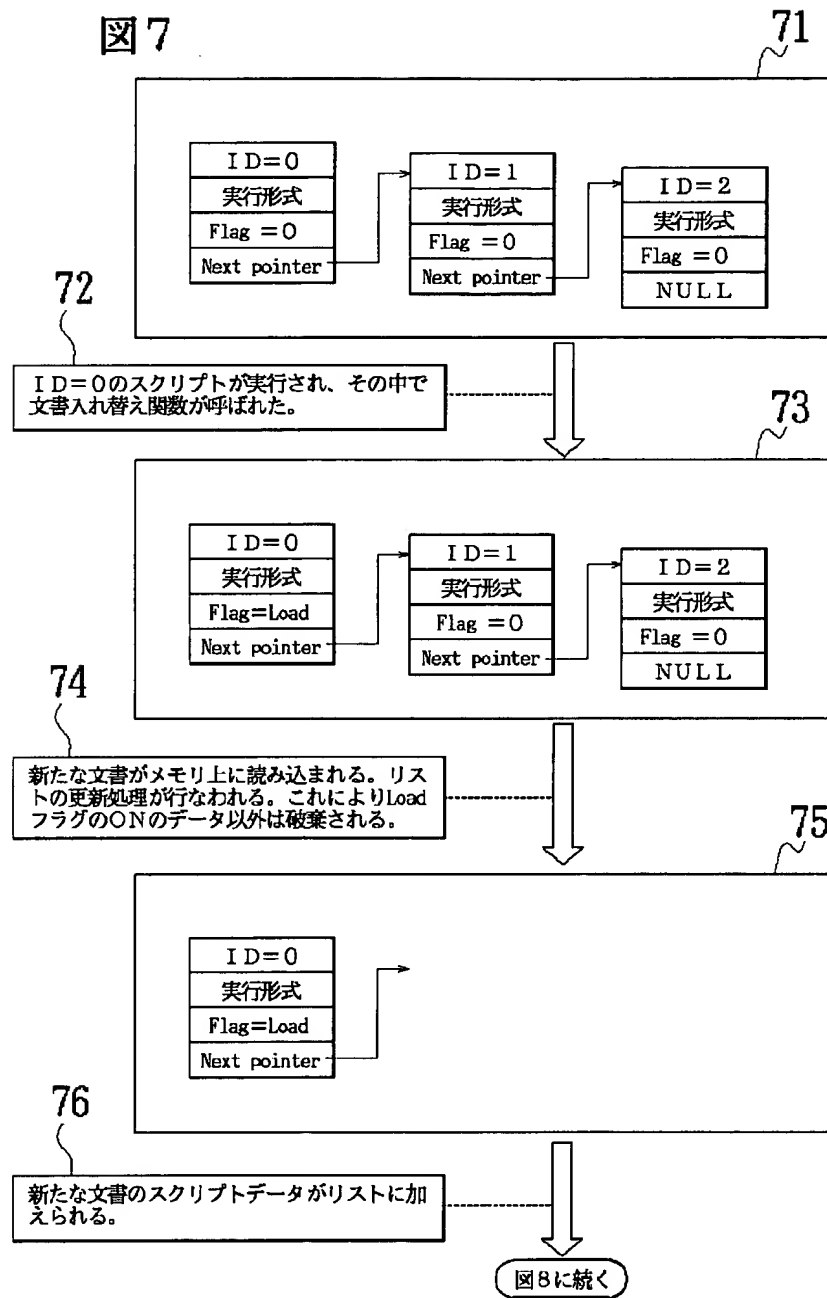 図7
71
ID=0
実行形式
Flag =0
Next pointer
ID=1
実行形式
Flag =0
Next pointer
ID=2
実行形式
Flag =0
NULL
72
ID=0のスクリプトが実行され、その中で
文書入れ替え関数が呼ばれた。
73
ID=0
実行形式
Flag=Load
Next pointer
ID=1
実行形式
Flag =0
Next pointer
ID=2
実行形式
Flag =0
NULL
74
新たな文書がメモリ上に読み込まれる。リス
トの更新処理が行なわれる。これによりLoad
フラグのONのデータ以外は破棄される。
75
ID=0
実行形式
Flag=Load
Next pointer
76
新たな文書のスクリプトデータがリストに加
えられる。
図8に続く